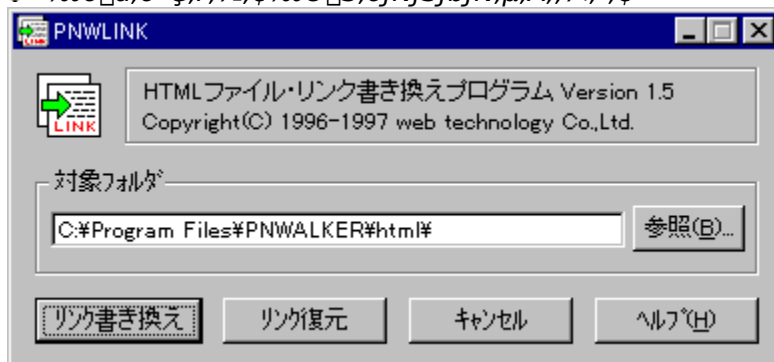 PNWLINK
LINK
HTMLファイル・リンク書き換えプログラム Version 1.5
Copyright(C) 1996-1997 web technology Co.,Ltd.
対象ﾌｫﾙﾀﾞ
C:¥Program Files¥PNWALKER¥html¥
参照(B)...
ﾘﾝｸ書き換え
ﾘﾝｸ復元
ｷｬﾝｾﾙ
ﾍﾙﾌﾟ(H)